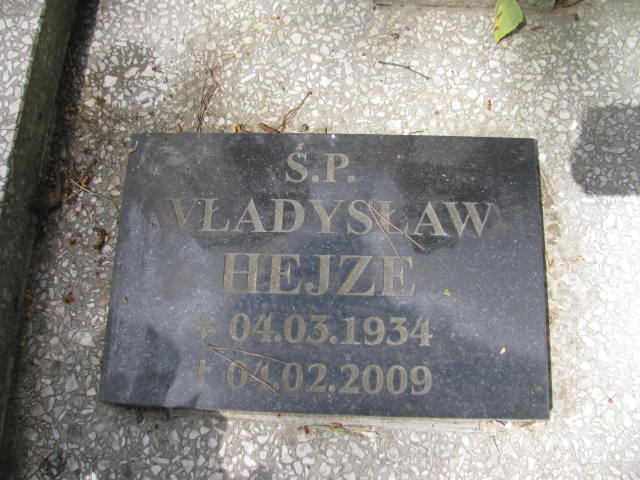 Ś.P.
WŁADYSŁAW
HEJZE
* 04.03.1934
† 04.02.2009